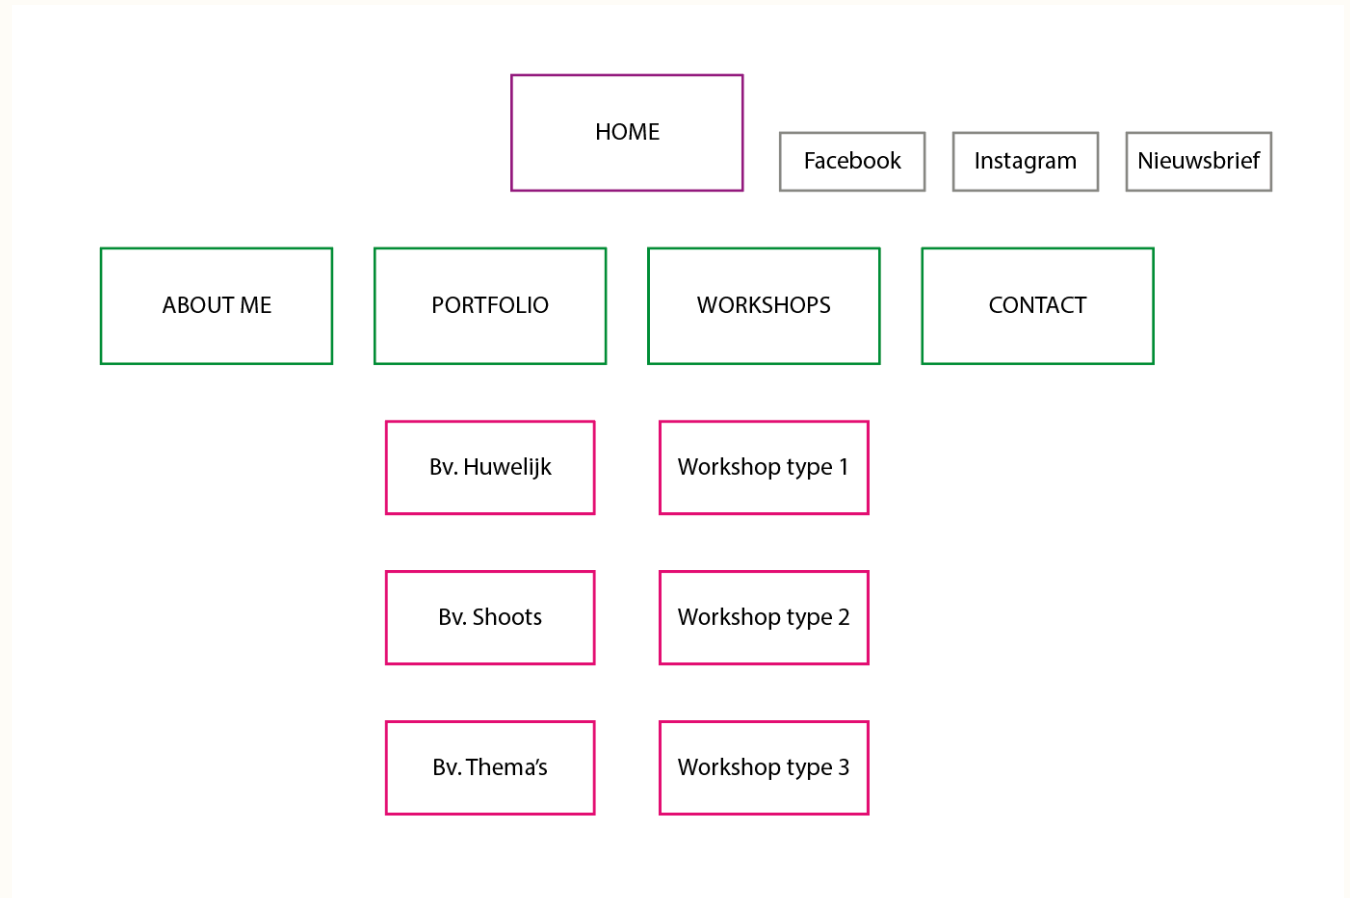 HOME
Facebook
Instagram
Nieuwsbrief
ABOUT ME
PORTFOLIO
WORKSHOPS
CONTACT
Bv. Huwelijk
Workshop type 1
Bv. Shoots
Workshop type 2
Bv. Thema’s
Workshop type 3